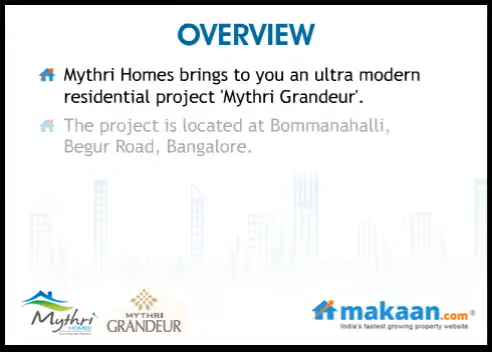 OVERVIEW
Mythri Homes brings to you an ultra modern
residential project 'Mythri Grandeur'.
The project is located at Bommanahalli,
Begur Road, Bangalore.
Mythri
HOMES
MYTHRI
GRANDEUR
makaan.com®
India's fastest growing property website